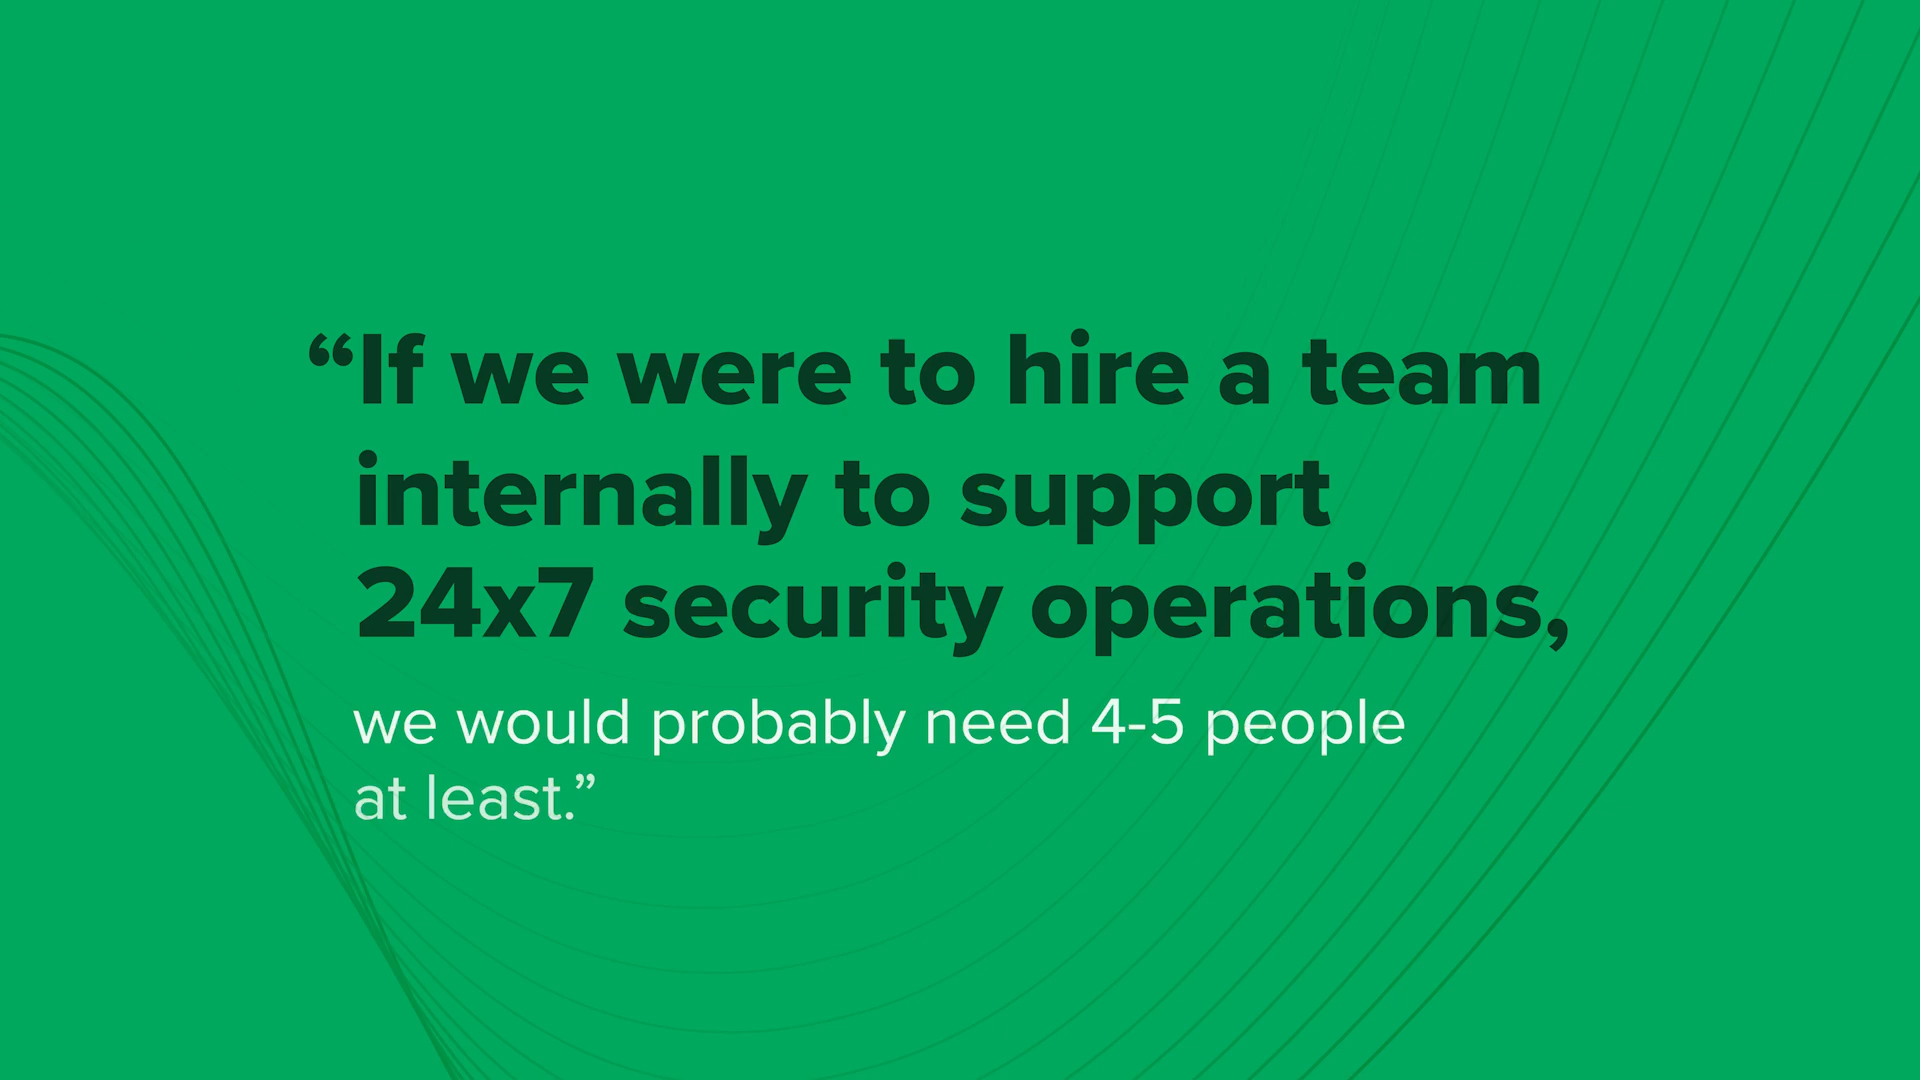 “If we were to hire a team
internally to support
24x7 security operations,
we would probably need 4-5 people
at least.”